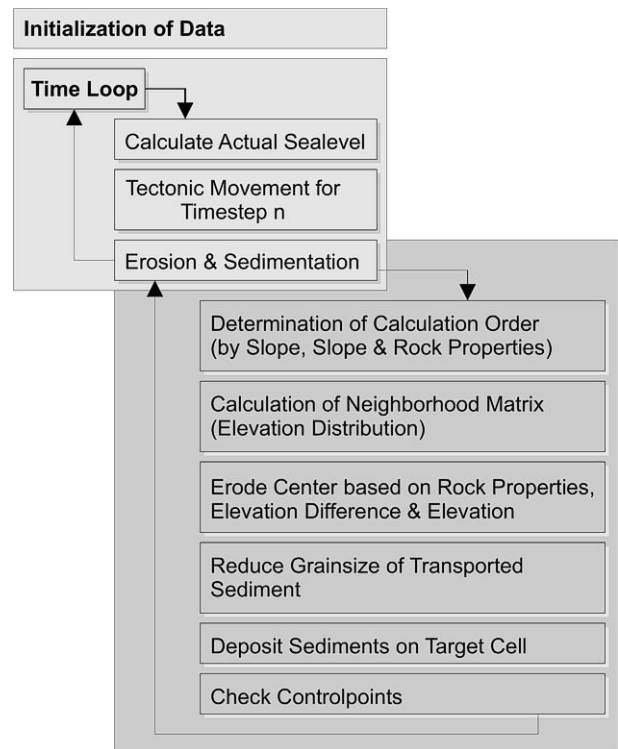 Initialization of Data
Time Loop
Calculate Actual Sealevel
Tectonic Movement for
Timestep n
Erosion & Sedimentation
Determination of Calculation Order
(by Slope, Slope & Rock Properties)
Calculation of Neighborhood Matrix
(Elevation Distribution)
Erode Center based on Rock Properties,
Elevation Difference & Elevation
Reduce Grainsize of Transported
Sediment
Deposit Sediments on Target Cell
Check Controlpoints